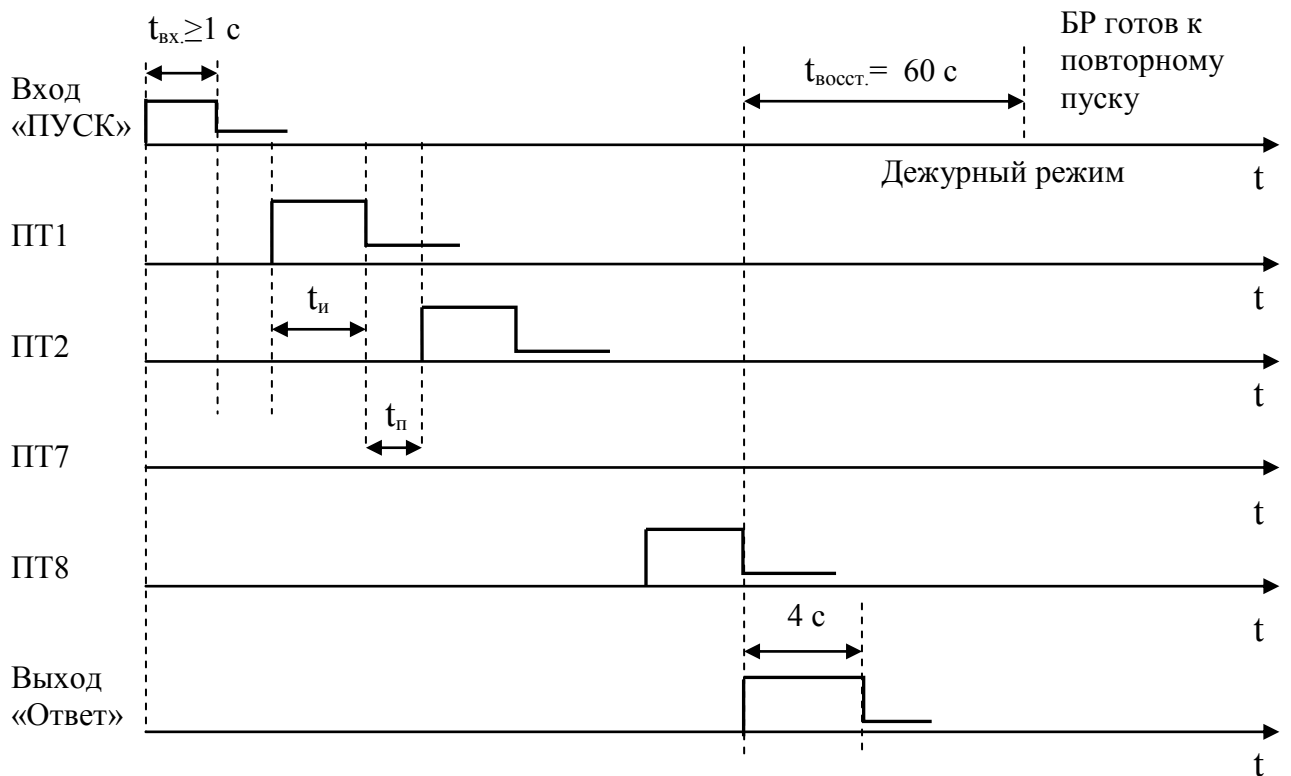 tвх.≥1 с
БР готов к
повторному
пуску
tвосст.= 60 с
Вход
«ПУСК»
Дежурный режим
t
ПТ1
t
tи
ПТ2
t
tп
ПТ7
t
ПТ8
t
4 с
Выход
«Ответ»
t